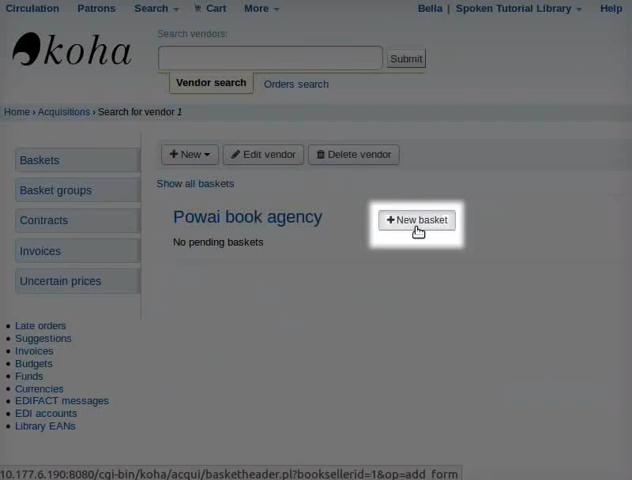 Circulation Patrons Search Cart More Bella | Spoken Tutorial Library Help
koha
Search vendors:
Submit
Vendor search Orders search
Home › Acquisitions › Search for vendor 1
Baskets
Basket groups
Contracts
Invoices
Uncertain prices
Late orders
Suggestions
Invoices
Budgets
Funds
Currencies
EDIFACT messages
EDI accounts
Library EANs
+ New Edit vendor Delete vendor
Show all baskets
Powai book agency
+ New basket
No pending baskets
10.177.6.190:8080/cgi-bin/koha/acqui/basketheader.pl?booksellerid=1&op=add_form